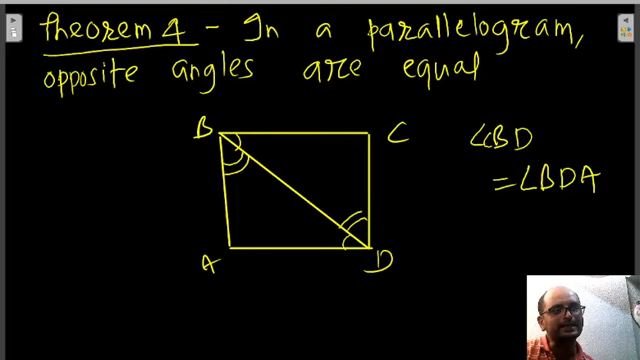 Theorem 4 - In a parallelogram,
opposite angles are equal
B
C
∠CBD
= ∠BDA
A
D